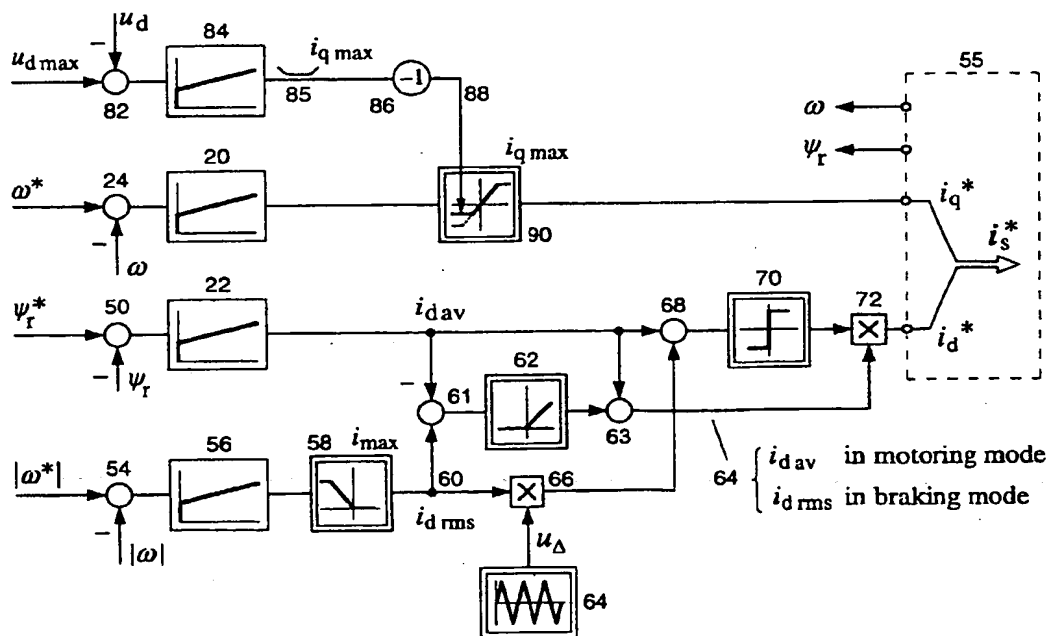 u_d
84
i_q max
u_d max
−
82
85
86
−1
88
55
ω
ψ_r
20
i_q max
ω*
24
−
ω
90
i_q*
i_s*
22
ψ_r*
50
−
ψ_r
i_d av
68
70
72
i_d*
−
61
62
63
56
58
i_max
|ω*|
54
−
|ω|
60
i_d rms
66
64
i_d av in motoring mode
i_d rms in braking mode
u_Δ
64